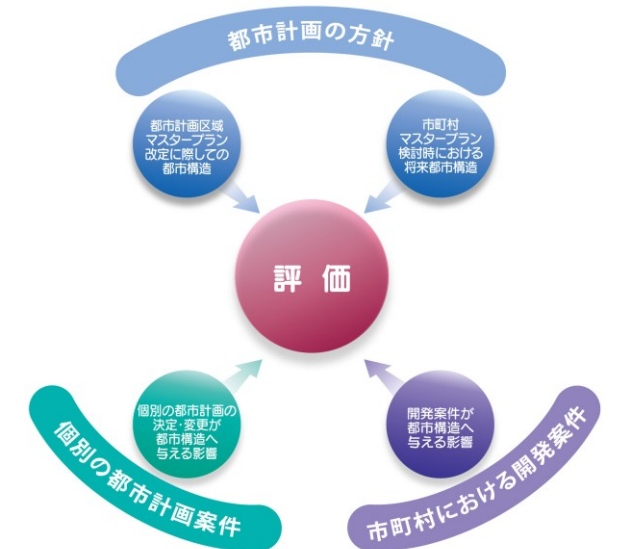 都市計画の方針
都市計画区域
マスタープラン
改定に際しての
都市構造
市町村
マスタープラン
検討時における
将来都市構造
評価
個別の都市計画の
決定・変更が
都市構造へ
与える影響
開発案件が
都市構造へ
与える影響
個別の都市計画案件
市町村における開発案件